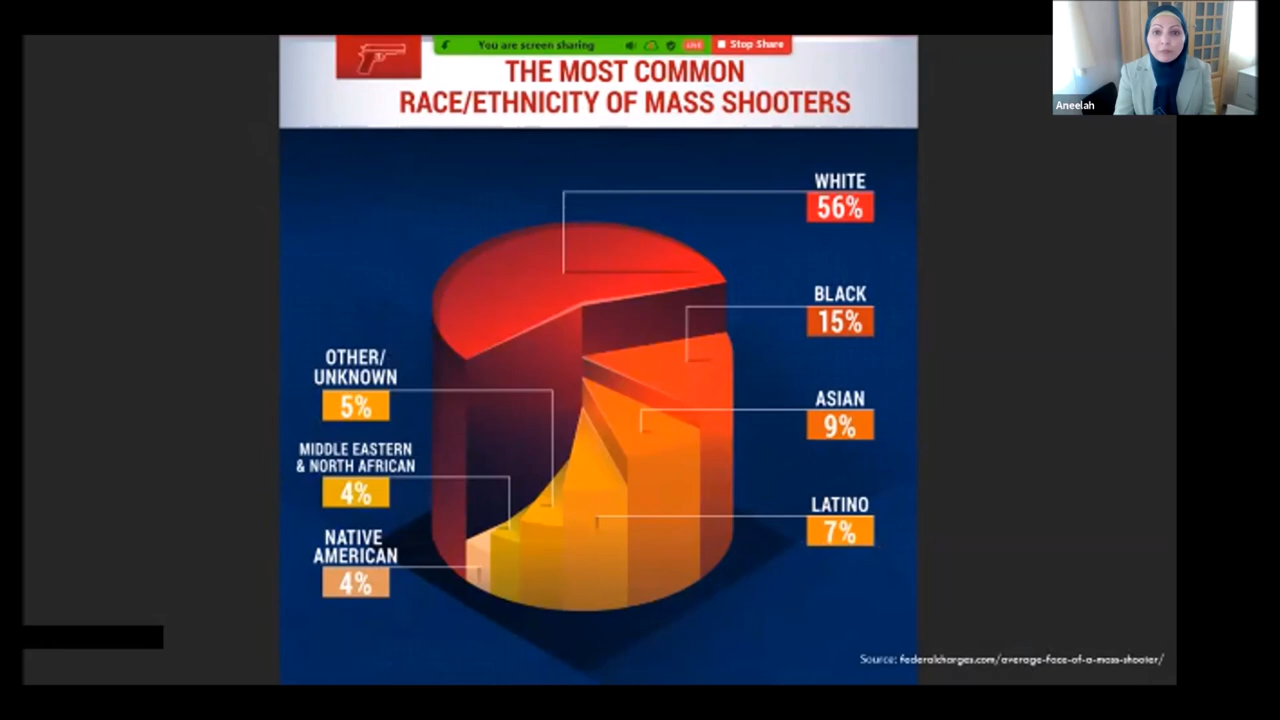 You are screen sharing
LIVE
Stop Share
Aneelah
THE MOST COMMON
RACE/ETHNICITY OF MASS SHOOTERS
WHITE
56%
BLACK
15%
OTHER/
UNKNOWN
5%
ASIAN
9%
MIDDLE EASTERN
& NORTH AFRICAN
4%
LATINO
7%
NATIVE
AMERICAN
4%
Source: federalcharges.com/average-face-of-a-mass-shooter/